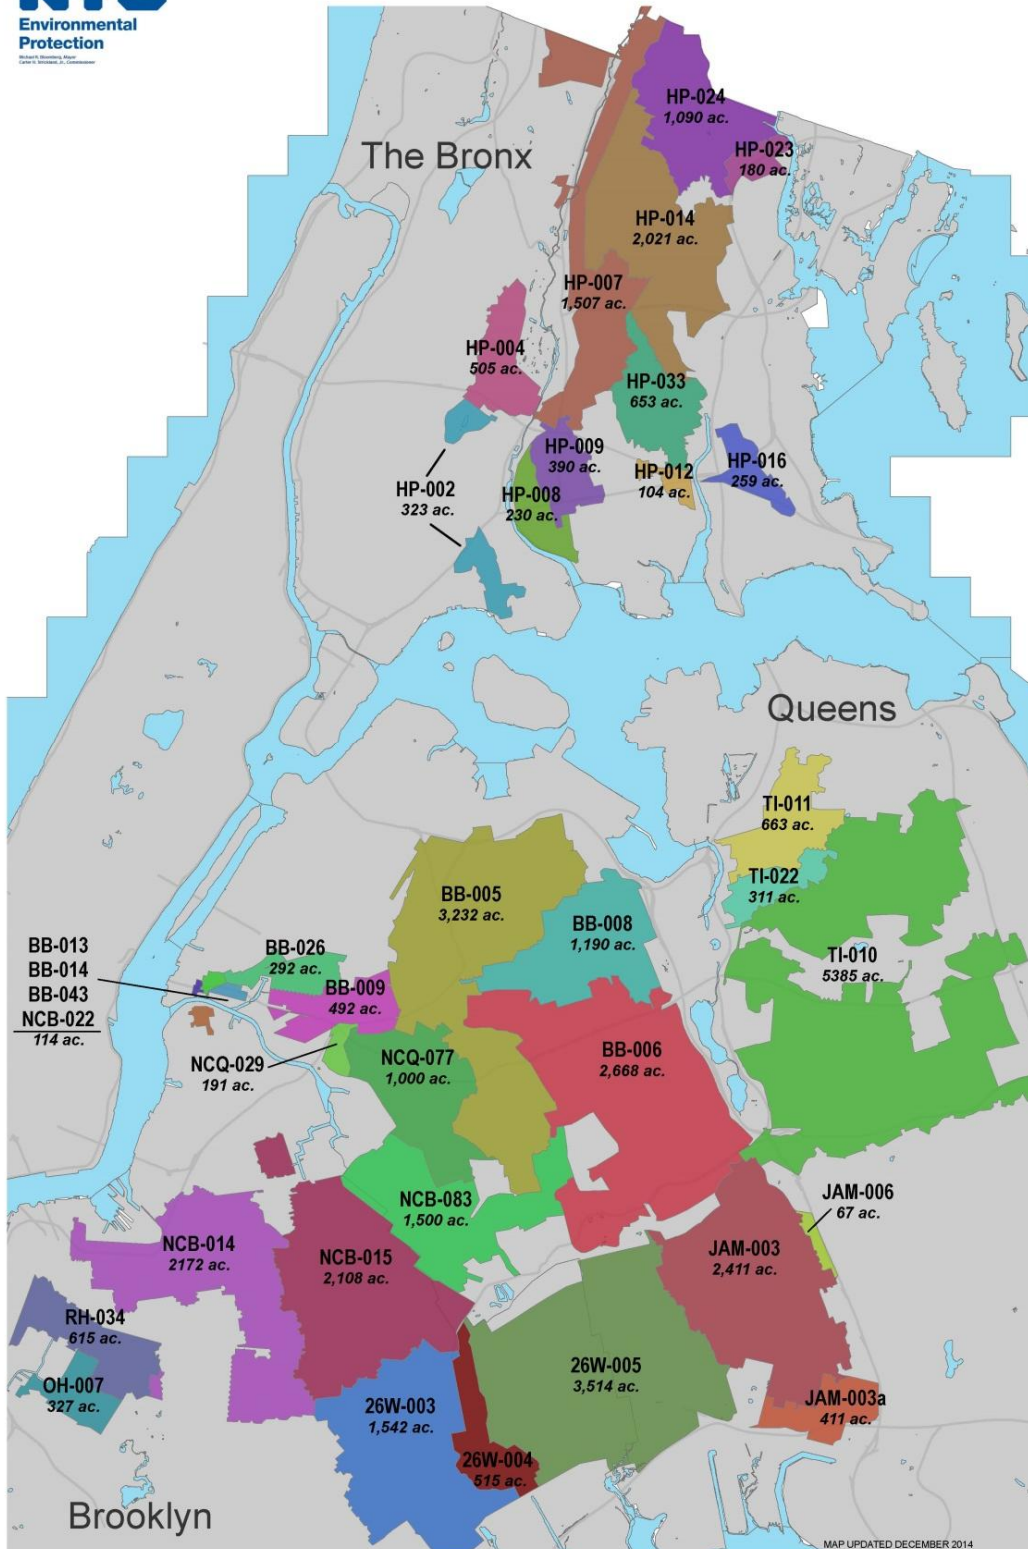 NYC
Environmental
Protection
Michael R. Bloomberg, Mayor
Carter H. Strickland, Jr., Commissioner
HP-024
1,090 ac.
The Bronx
HP-023
180 ac.
HP-014
2,021 ac.
HP-007
1,507 ac.
HP-004
505 ac.
HP-033
653 ac.
HP-009
390 ac.
HP-012
104 ac.
HP-016
259 ac.
HP-002
323 ac.
HP-008
230 ac.
Queens
TI-011
663 ac.
TI-022
311 ac.
BB-005
3,232 ac.
BB-008
1,190 ac.
TI-010
5385 ac.
BB-013
BB-014
BB-043
NCB-022
114 ac.
BB-026
292 ac.
BB-009
492 ac.
NCQ-029
191 ac.
NCQ-077
1,000 ac.
BB-006
2,668 ac.
NCB-083
1,500 ac.
JAM-006
67 ac.
NCB-014
2172 ac.
NCB-015
2,108 ac.
JAM-003
2,411 ac.
RH-034
615 ac.
OH-007
327 ac.
26W-003
1,542 ac.
26W-005
3,514 ac.
JAM-003a
411 ac.
26W-004
515 ac.
Brooklyn
MAP UPDATED DECEMBER 2014